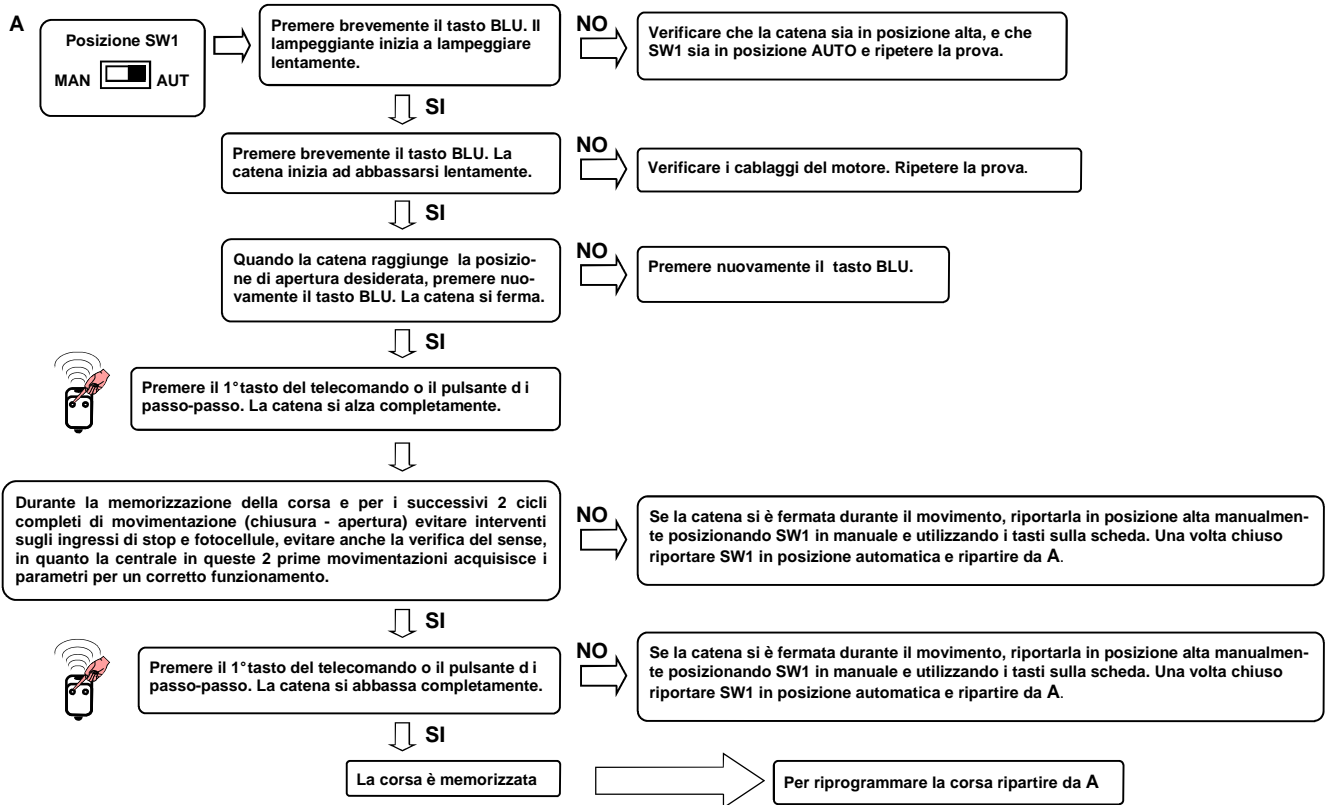 A
Posizione SW1
MAN AUT
Premere brevemente il tasto BLU. Il
lampeggiante inizia a lampeggiare
lentamente.
NO
Verificare che la catena sia in posizione alta, e che
SW1 sia in posizione AUTO e ripetere la prova.
SI
Premere brevemente il tasto BLU. La
catena inizia ad abbassarsi lentamente.
NO
Verificare i cablaggi del motore. Ripetere la prova.
SI
Quando la catena raggiunge la posizio-
ne di apertura desiderata, premere nuo-
vamente il tasto BLU. La catena si ferma.
NO
Premere nuovamente il tasto BLU.
SI
Premere il 1° tasto del telecomando o il pulsante d i
passo-passo. La catena si alza completamente.
Durante la memorizzazione della corsa e per i successivi 2 cicli
completi di movimentazione (chiusura - apertura) evitare interventi
sugli ingressi di stop e fotocellule, evitare anche la verifica del sense,
in quanto la centrale in queste 2 prime movimentazioni acquisisce i
parametri per un corretto funzionamento.
NO
Se la catena si è fermata durante il movimento, riportarla in posizione alta manualmen-
te posizionando SW1 in manuale e utilizzando i tasti sulla scheda. Una volta chiuso
riportare SW1 in posizione automatica e ripartire da A.
SI
Premere il 1° tasto del telecomando o il pulsante d i
passo-passo. La catena si abbassa completamente.
NO
Se la catena si è fermata durante il movimento, riportarla in posizione alta manualmen-
te posizionando SW1 in manuale e utilizzando i tasti sulla scheda. Una volta chiuso
riportare SW1 in posizione automatica e ripartire da A.
SI
La corsa è memorizzata
Per riprogrammare la corsa ripartire da A